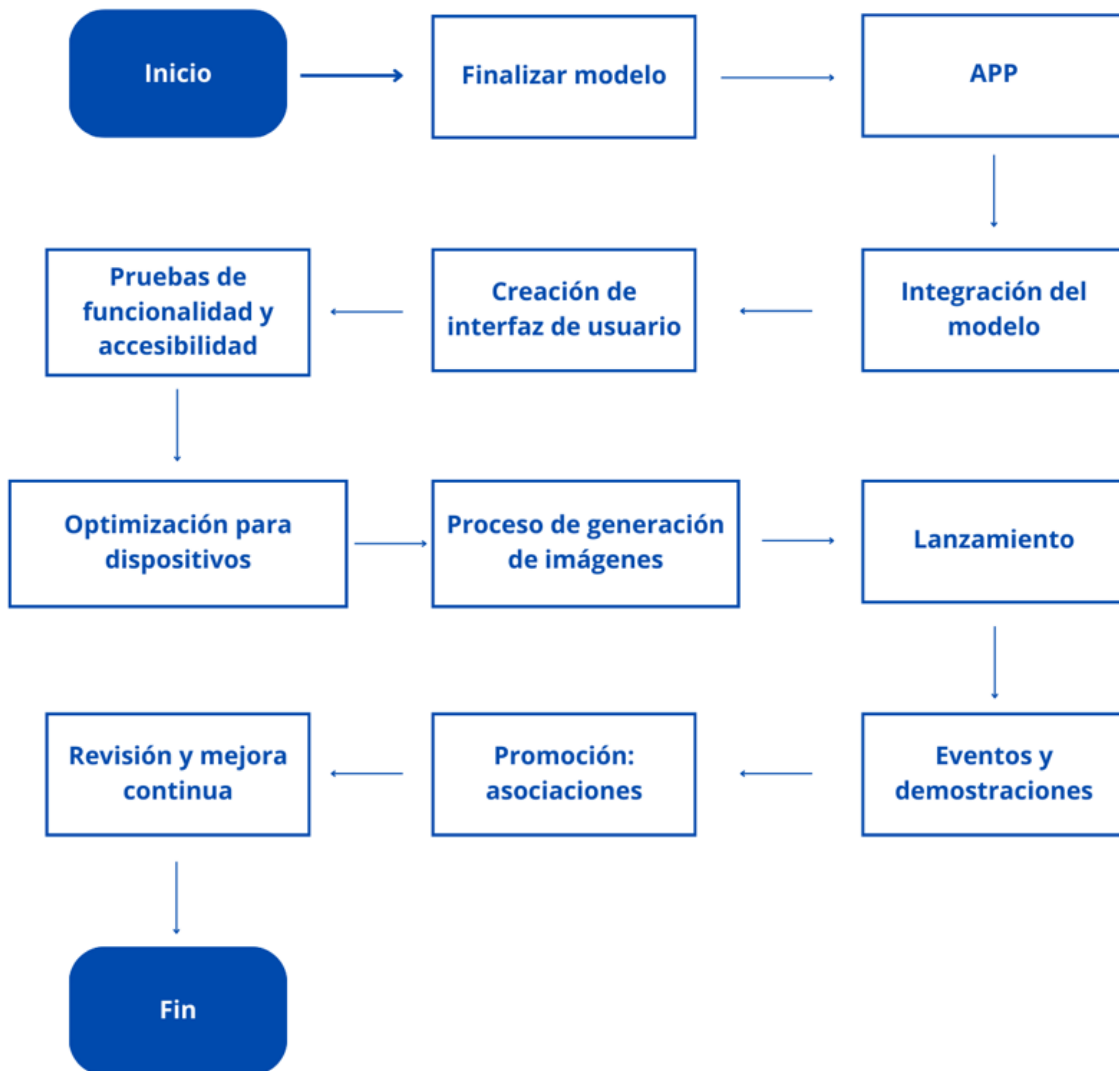 Inicio
Finalizar modelo
APP
Pruebas de
funcionalidad y
accesibilidad
Creación de
interfaz de usuario
Integración del
modelo
Optimización para
dispositivos
Proceso de generación
de imágenes
Lanzamiento
Revisión y mejora
continua
Promoción:
asociaciones
Eventos y
demostraciones
Fin